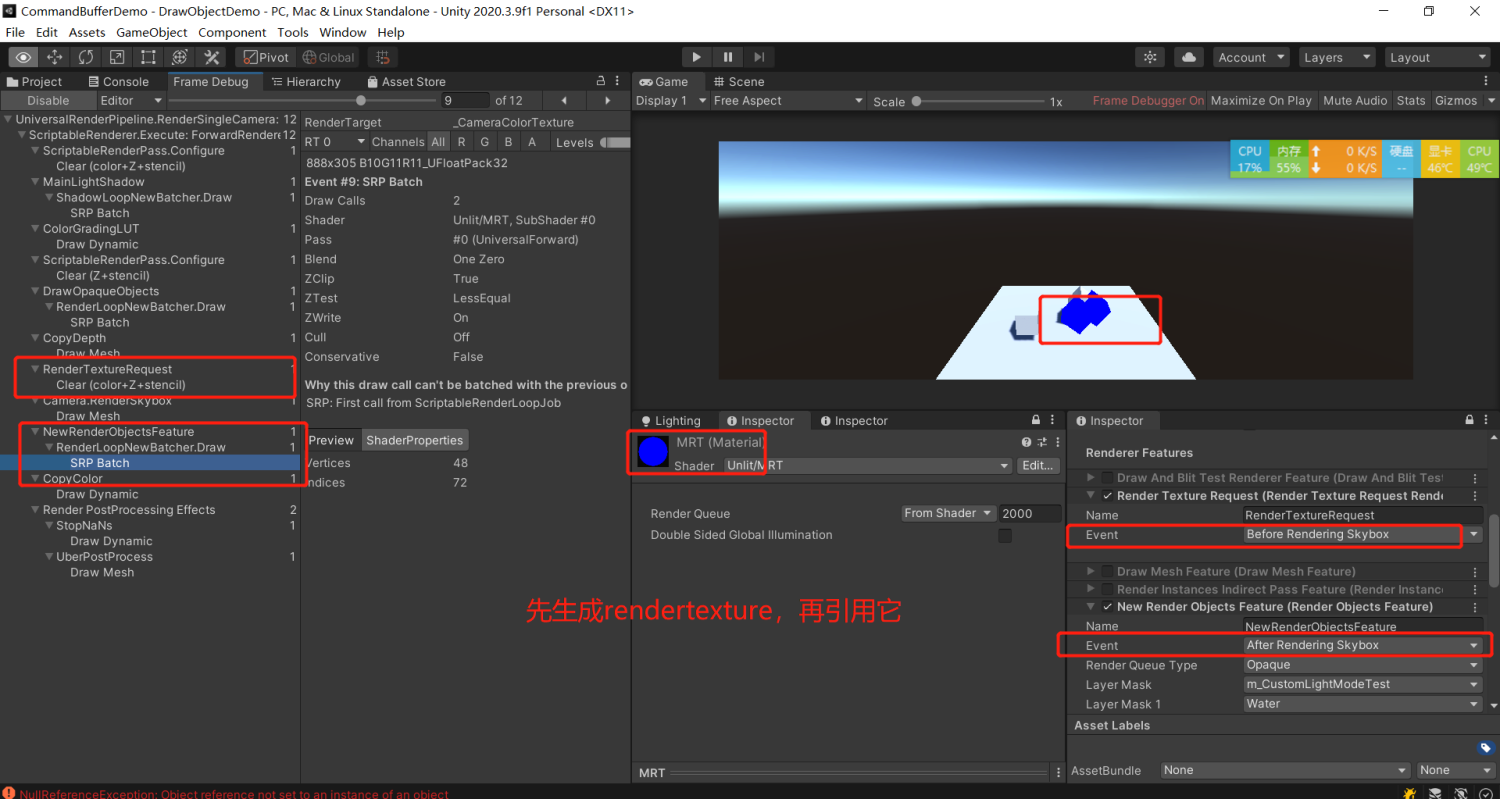 CommandBufferDemo - DrawObjectDemo - PC, Mac & Linux Standalone - Unity 2020.3.9f1 Personal <DX11>
File Edit Assets GameObject Component Tools Window Help
Pivot Global Account Layers Layout
Project Console Frame Debug Hierarchy Asset Store
Disable Editor 9 of 12
UniversalRenderPipeline.RenderSingleCamera: 12
ScriptableRenderer.Execute: ForwardRendere 12
ScriptableRenderPass.Configure 1
Clear (color+Z+stencil)
MainLightShadow 1
ShadowLoopNewBatcher.Draw 1
SRP Batch
ColorGradingLUT 1
Draw Dynamic
ScriptableRenderPass.Configure 1
Clear (Z+stencil)
DrawOpaqueObjects 1
RenderLoopNewBatcher.Draw 1
SRP Batch
CopyDepth 1
Draw Mesh
RenderTextureRequest 1
Clear (color+Z+stencil)
Camera.RenderSkybox 1
Draw Mesh
NewRenderObjectsFeature 1
RenderLoopNewBatcher.Draw 1
SRP Batch
CopyColor 1
Draw Dynamic
Render PostProcessing Effects 2
StopNaNs 1
Draw Dynamic
UberPostProcess 1
Draw Mesh
RenderTarget _CameraColorTexture
RT 0 Channels All R G B A Levels
888x305 B10G11R11_UFloatPack32
Event #9: SRP Batch
Draw Calls 2
Shader Unlit/MRT, SubShader #0
Pass #0 (UniversalForward)
Blend One Zero
ZClip True
ZTest LessEqual
ZWrite On
Cull Off
Conservative False
Why this draw call can't be batched with the previous o
SRP: First call from ScriptableRenderLoopJob
Preview ShaderProperties
Vertices 48
Indices 72
Game Scene
Display 1 Free Aspect Scale 1x Frame Debugger On Maximize On Play Mute Audio Stats Gizmos
CPU 内存 0 K/S 硬盘 显卡 CPU
17% 55% 0 K/S -- 46℃ 49℃
Lighting Inspector Inspector
MRT (Material)
Shader Unlit/MRT Edit...
Render Queue From Shader 2000
Double Sided Global Illumination
先生成rendertexture，再引用它
MRT
Inspector
Renderer Features
Draw And Blit Test Renderer Feature (Draw And Blit Test
Render Texture Request (Render Texture Request Rende
Name RenderTextureRequest
Event Before Rendering Skybox
Draw Mesh Feature (Draw Mesh Feature)
Render Instances Indirect Pass Feature (Render Instanc
New Render Objects Feature (Render Objects Feature)
Name NewRenderObjectsFeature
Event After Rendering Skybox
Render Queue Type Opaque
Layer Mask m_CustomLightModeTest
Layer Mask 1 Water
Asset Labels
AssetBundle None None
NullReferenceException: Object reference not set to an instance of an object